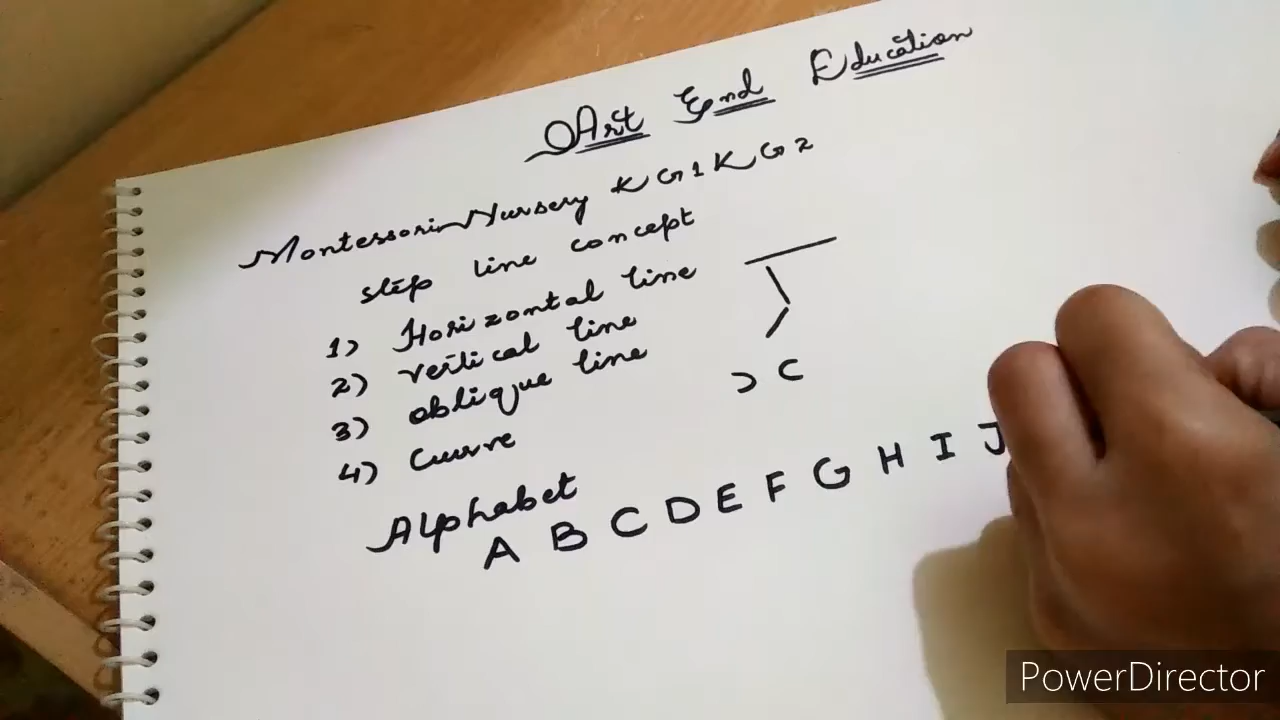 Art End Education
Montessori Nursery KG1 KG2
step line concept
1) Horizontal line
2) vertical line
3) oblique line
4) Curve
Alphabet
A B C D E F G H I J
PowerDirector